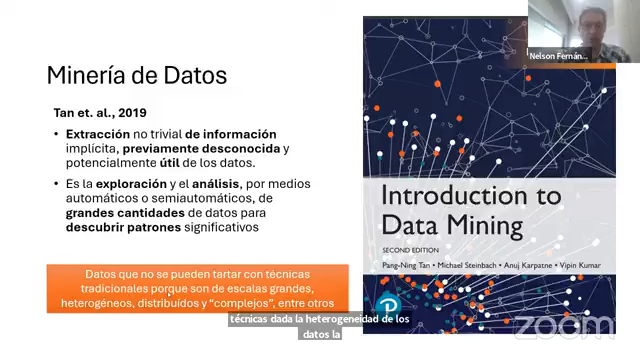 Nelson Fernán...
Minería de Datos
Tan et. al., 2019
• Extracción no trivial de información
implícita, previamente desconocida y
potencialmente útil de los datos.
• Es la exploración y el análisis, por medios
automáticos o semiautomáticos, de
grandes cantidades de datos para
descubrir patrones significativos
Datos que no se pueden tartar con técnicas
tradicionales porque son de escalas grandes,
heterogéneos, distribuidos y “complejos”, entre otros
Introduction to
Data Mining
SECOND EDITION
Pang-Ning Tan • Michael Steinbach • Anuj Karpatne • Vipin Kumar
P
técnicas dada la heterogeneidad de los
datos la
zoom